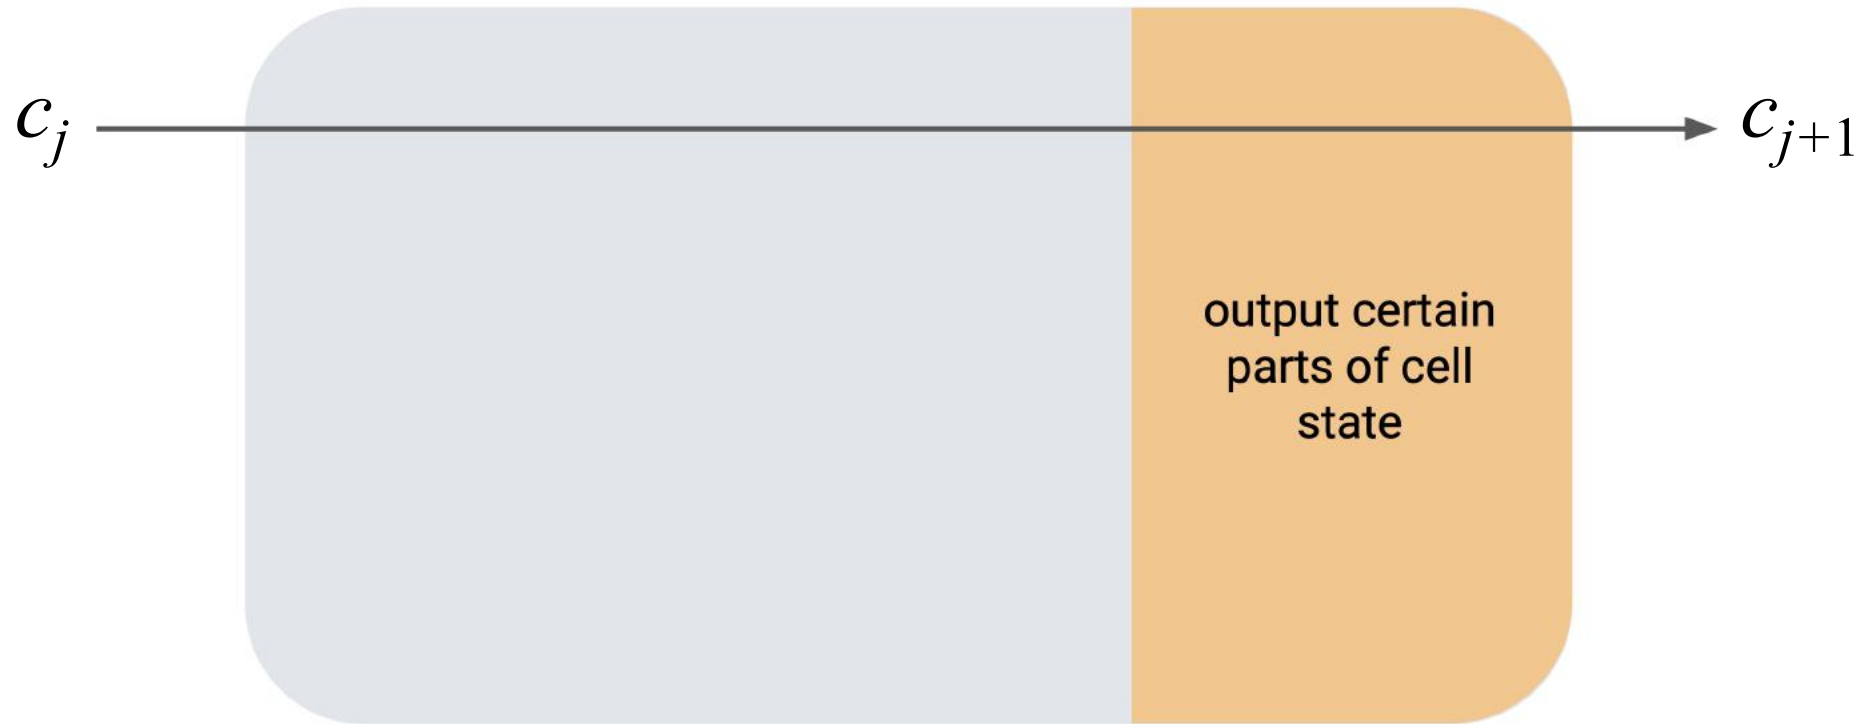 c_j
c_{j+1}
output certain
parts of cell
state